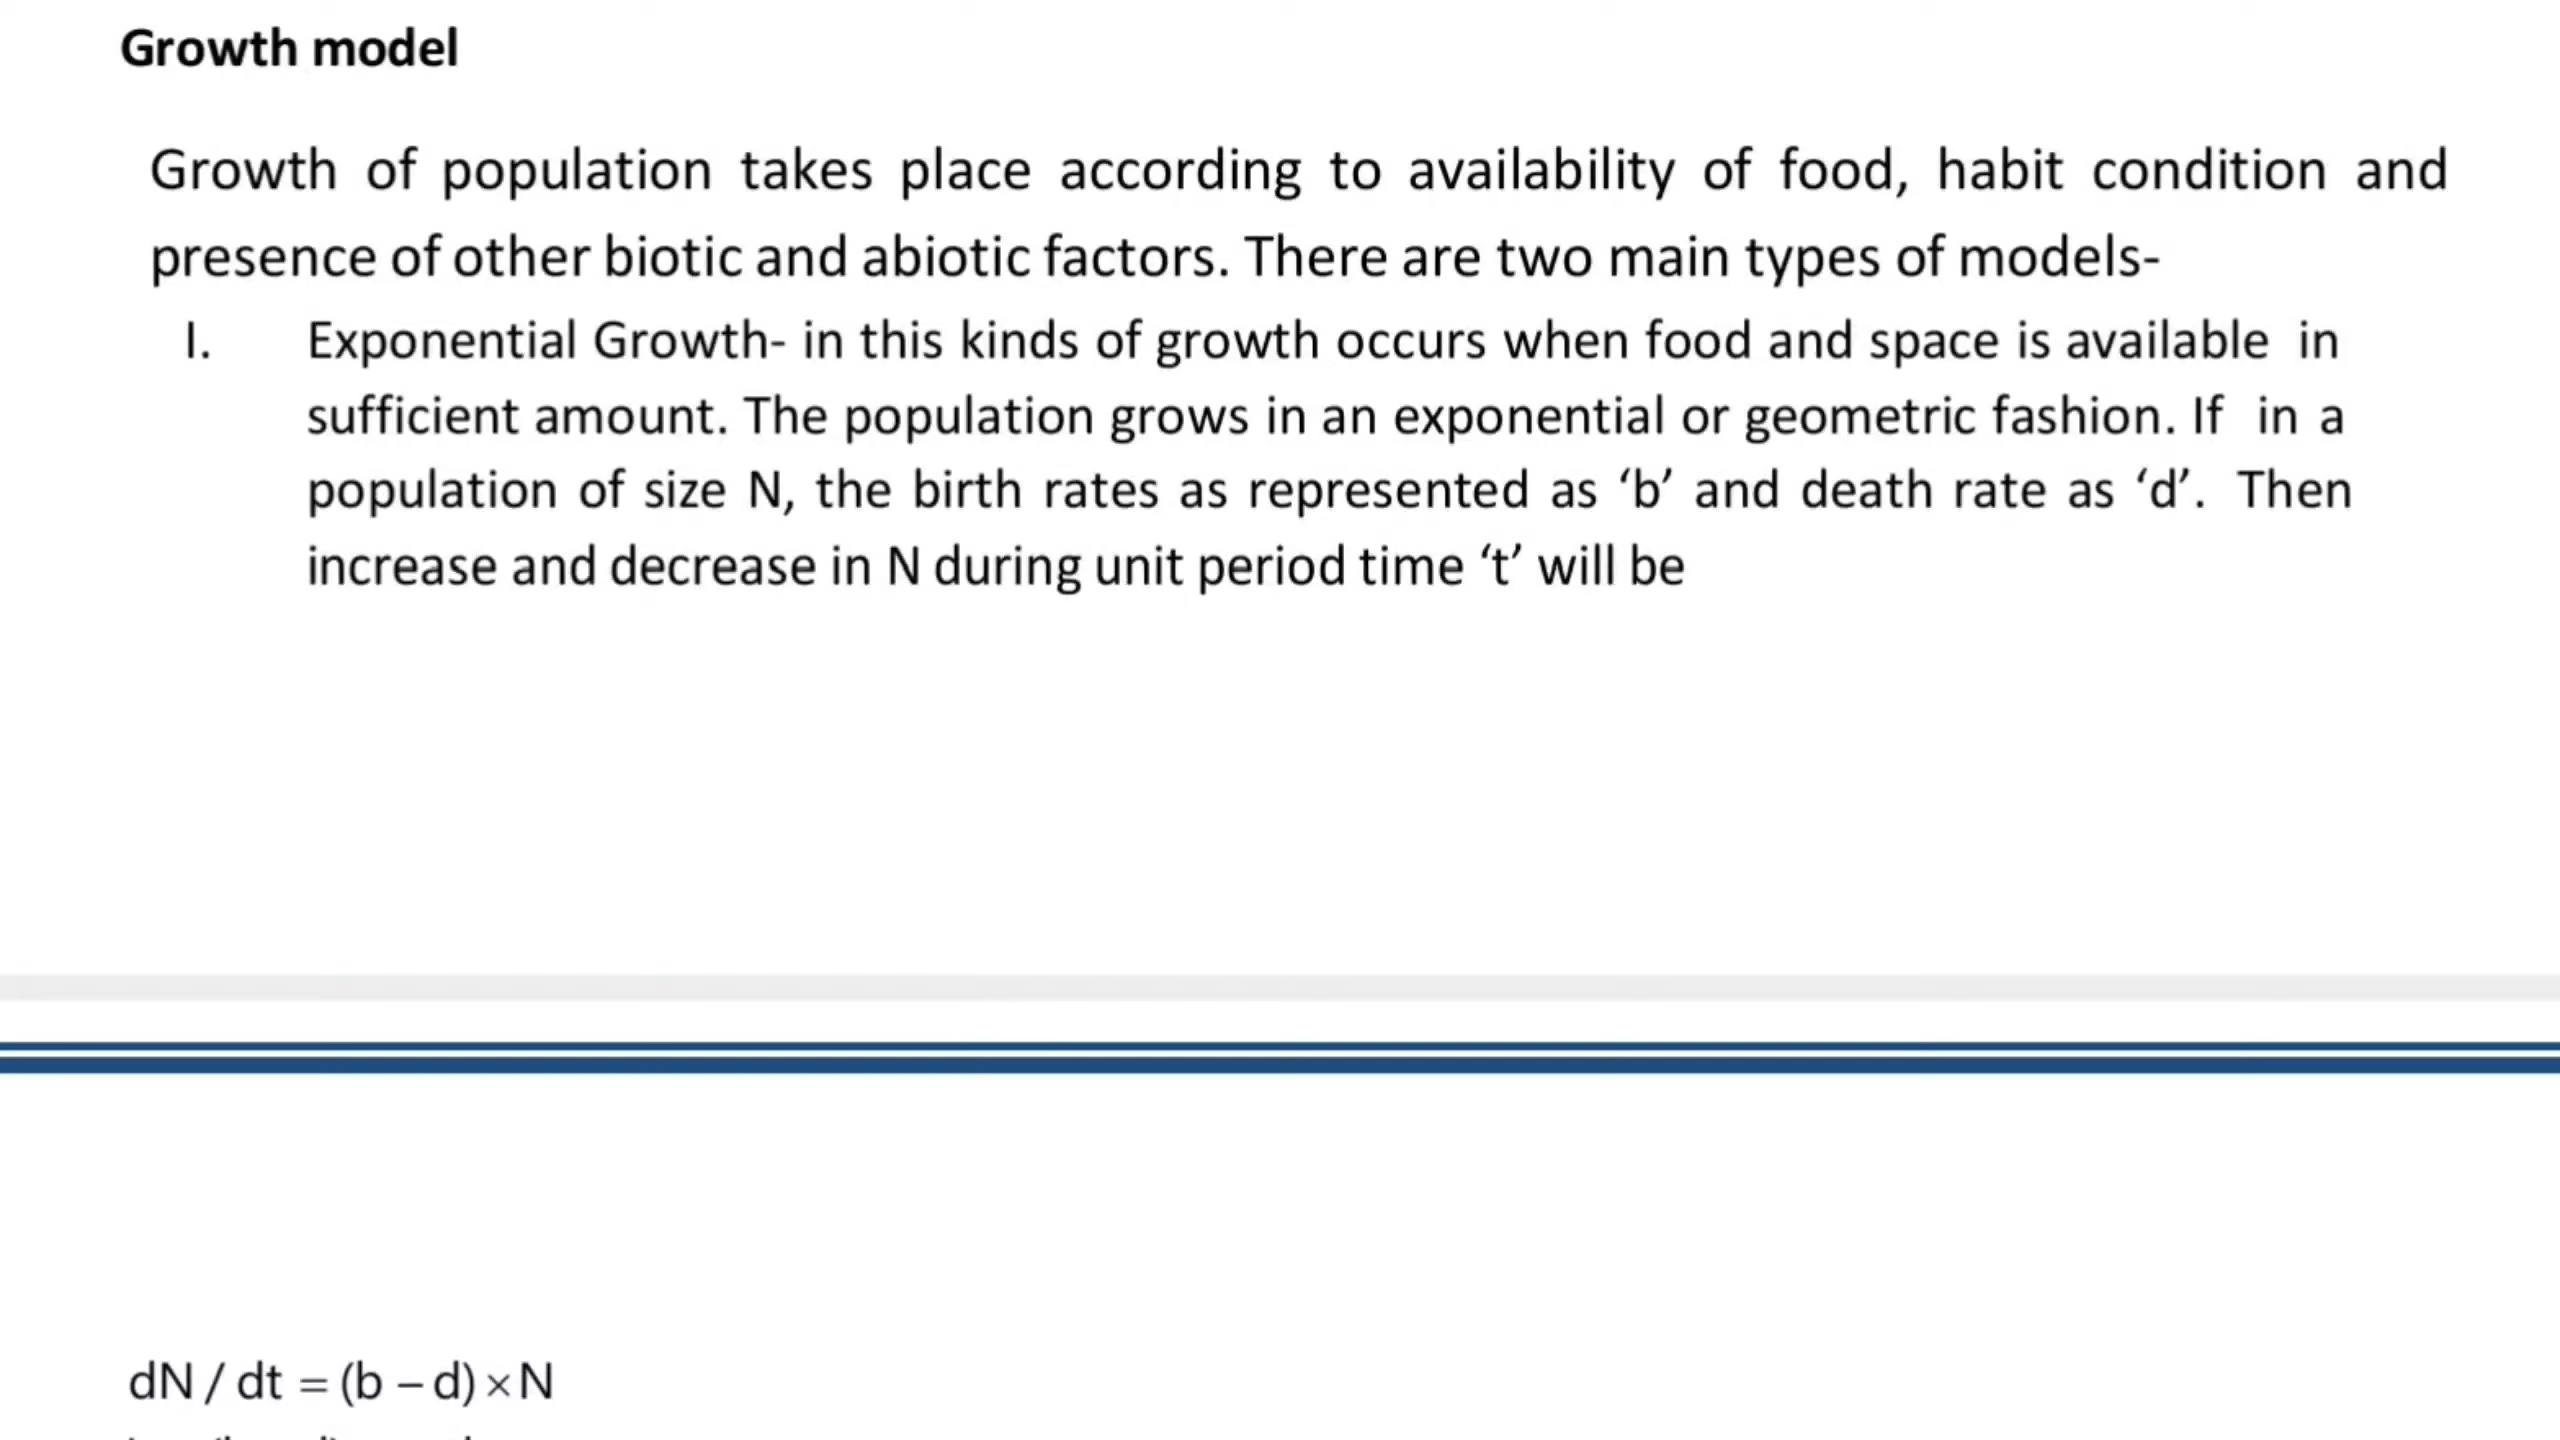 Growth model
Growth of population takes place according to availability of food, habit condition and
presence of other biotic and abiotic factors. There are two main types of models-
I. Exponential Growth- in this kinds of growth occurs when food and space is available in
sufficient amount. The population grows in an exponential or geometric fashion. If in a
population of size N, the birth rates as represented as ‘b’ and death rate as ‘d’. Then
increase and decrease in N during unit period time ‘t’ will be
dN / dt = (b – d) × N